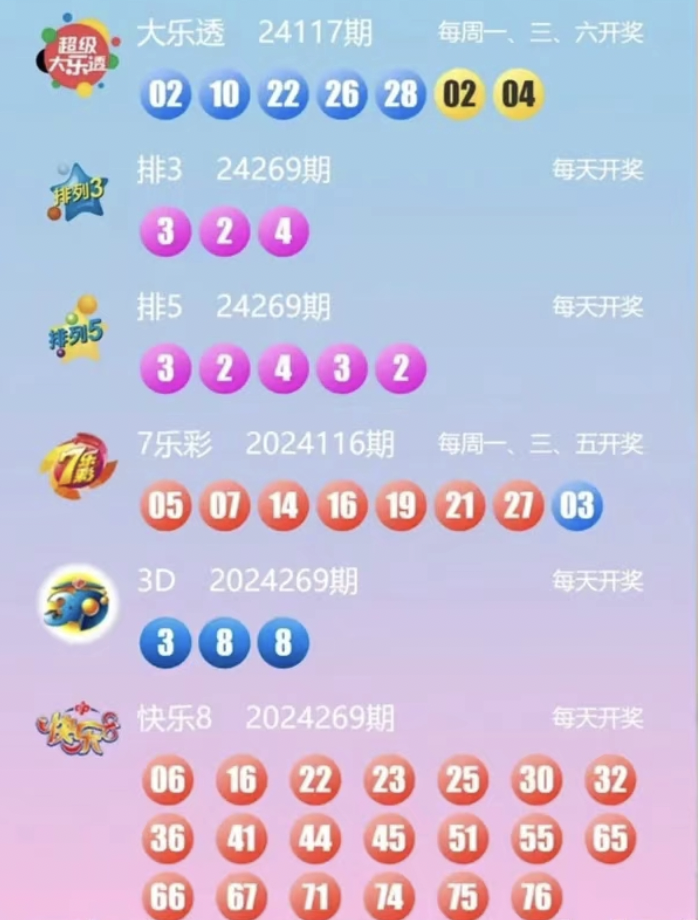 超级
大乐透
大乐透 24117期 每周一、三、六开奖
02 10 22 26 28 02 04
排列3
排3 24269期 每天开奖
3 2 4
排列5
排5 24269期 每天开奖
3 2 4 3 2
7乐彩
7乐彩 2024116期 每周一、三、五开奖
05 07 14 16 19 21 27 03
3D
3D 2024269期 每天开奖
3 8 8
快乐8
快乐8 2024269期 每天开奖
06 16 22 23 25 30 32
36 41 44 45 51 55 65
66 67 71 74 75 76